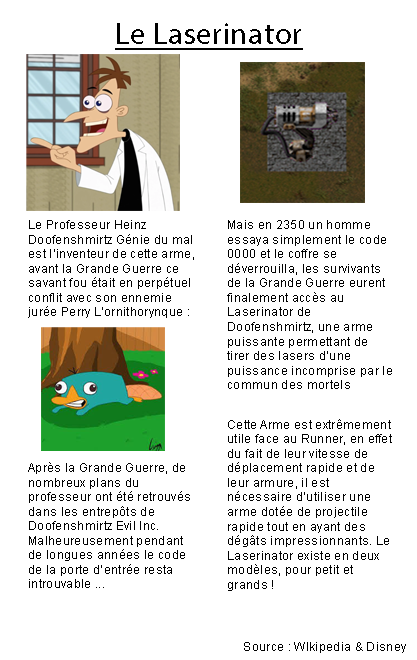 Le Laserinator
Le Professeur Heinz
Doofenshmirtz Génie du mal
est l'inventeur de cette arme,
avant la Grande Guerre ce
savant fou était en perpétuel
conflit avec son ennemie
jurée Perry L'ornithorynque :
Après la Grande Guerre, de
nombreux plans du
professeur ont été retrouvés
dans les entrepôts de
Doofenshmirtz Evil Inc.
Malheureusement pendant
de longues années le code
de la porte d'entrée resta
introuvable ...
Mais en 2350 un homme
essaya simplement le code
0000 et le coffre se
déverrouilla, les survivants
de la Grande Guerre eurent
finalement accès au
Laserinator de
Doofenshmirtz, une arme
puissante permettant de
tirer des lasers d'une
puissance incomprise par le
commun des mortels
Cette Arme est extrêmement
utile face au Runner, en effet
du fait de leur vitesse de
déplacement rapide et de
leur armure, il est
nécessaire d'utiliser une
arme dotée de projectile
rapide tout en ayant des
dégâts impressionnants. Le
Laserinator existe en deux
modèles, pour petit et
grands !
Source : WIkipedia & Disney